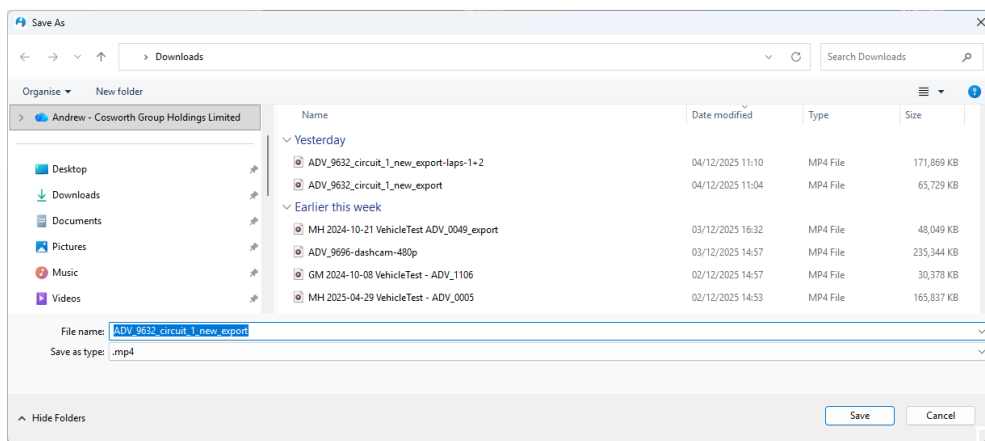 Save As
Downloads
Search Downloads
Organise
New folder
Andrew - Cosworth Group Holdings Limited
Desktop
Downloads
Documents
Pictures
Music
Videos
Name Date modified Type Size
Yesterday
ADV_9632_circuit_1_new_export-laps-1+2 04/12/2025 11:10 MP4 File 171,869 KB
ADV_9632_circuit_1_new_export 04/12/2025 11:04 MP4 File 65,729 KB
Earlier this week
MH 2024-10-21 VehicleTest ADV_0049_export 03/12/2025 16:32 MP4 File 48,049 KB
ADV_9696-dashcam-480p 03/12/2025 14:57 MP4 File 235,344 KB
GM 2024-10-08 VehicleTest - ADV_1106 02/12/2025 14:57 MP4 File 30,378 KB
MH 2025-04-29 VehicleTest - ADV_0005 02/12/2025 14:53 MP4 File 165,837 KB
File name: ADV_9632_circuit_1_new_export
Save as type: .mp4
Hide Folders
Save
Cancel